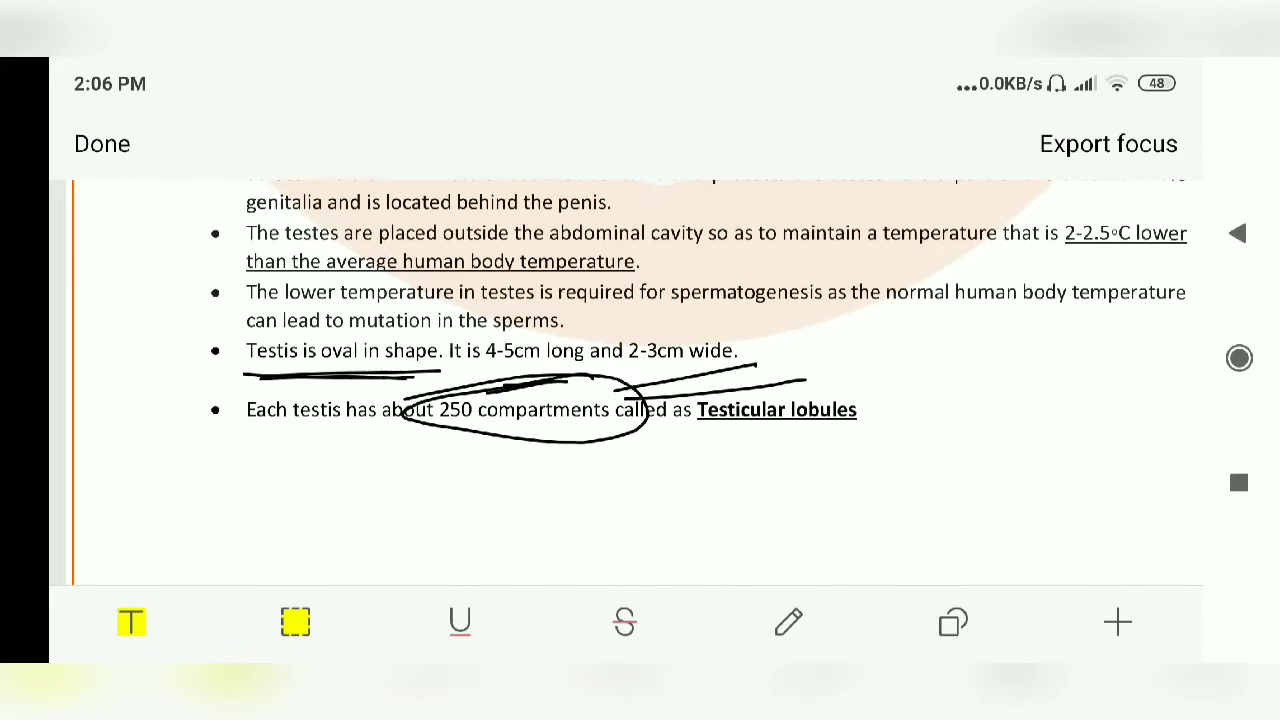 2:06 PM
...0.0KB/s
48
Done
Export focus
genitalia and is located behind the penis.
• The testes are placed outside the abdominal cavity so as to maintain a temperature that is 2-2.5°C lower
than the average human body temperature.
• The lower temperature in testes is required for spermatogenesis as the normal human body temperature
can lead to mutation in the sperms.
• Testis is oval in shape. It is 4-5cm long and 2-3cm wide.
• Each testis has about 250 compartments called as Testicular lobules
T
U
S